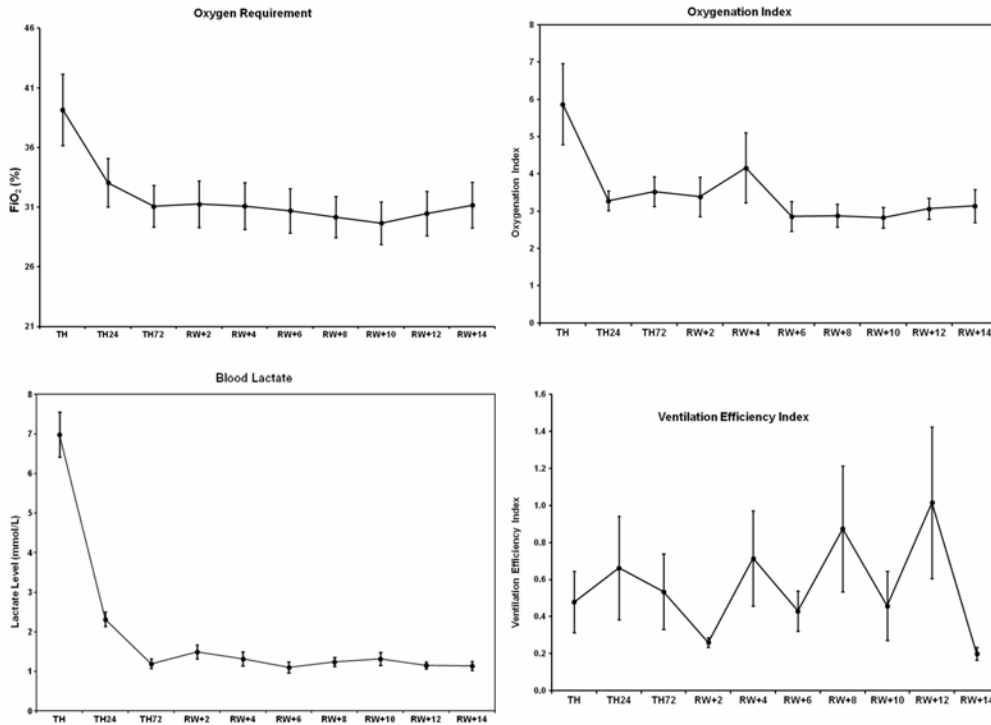 Oxygen Requirement
46
41
36
31
26
21
FiO₂ (%)
TH TH24 TH72 RW+2 RW+4 RW+6 RW+8 RW+10 RW+12 RW+14
Oxygenation Index
8
7
6
5
4
3
2
1
0
Oxygenation Index
TH TH24 TH72 RW+2 RW+4 RW+6 RW+8 RW+10 RW+12 RW+14
Blood Lactate
8
7
6
5
4
3
2
1
0
Lactate Level (mmol/L)
TH TH24 TH72 RW+2 RW+4 RW+6 RW+8 RW+10 RW+12 RW+14
Ventilation Efficiency Index
1.6
1.4
1.2
1.0
0.8
0.6
0.4
0.2
0.0
Ventilation Efficiency Index
TH TH24 TH72 RW+2 RW+4 RW+6 RW+8 RW+10 RW+12 RW+14